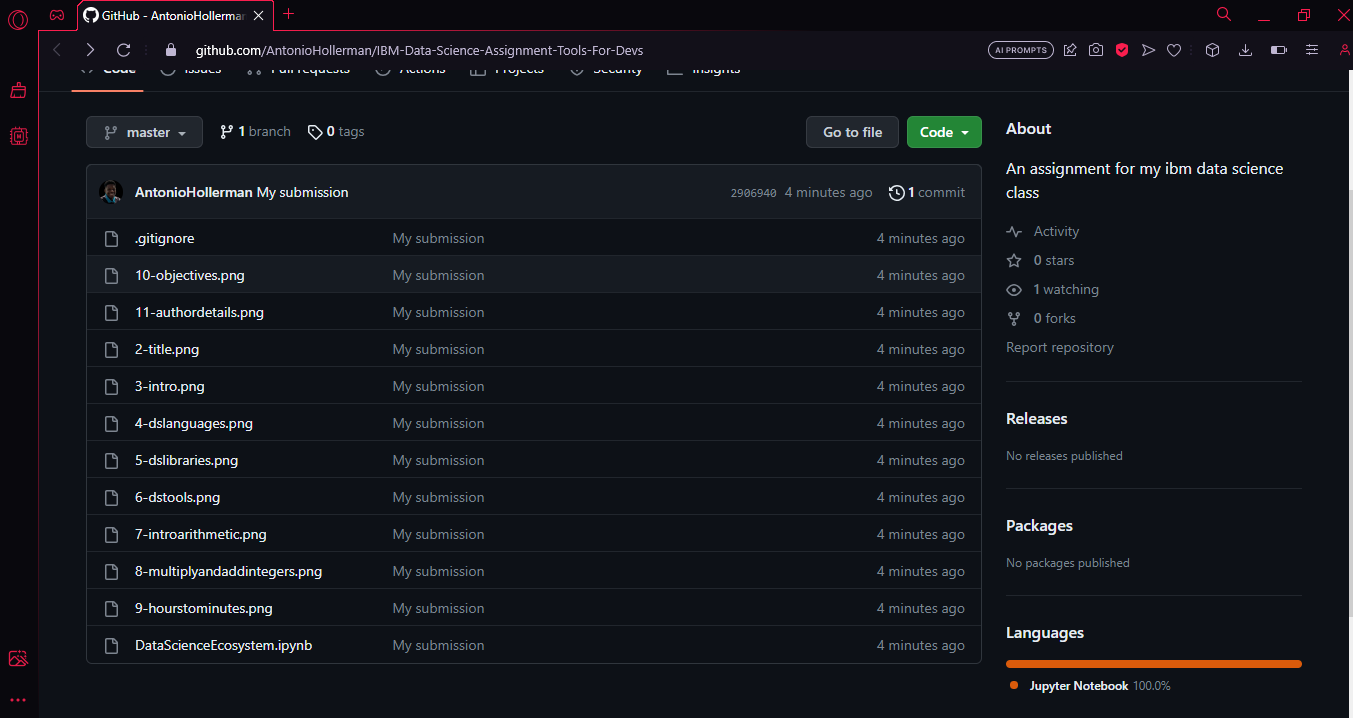 GitHub - AntonioHollerman
github.com/AntonioHollerman/IBM-Data-Science-Assignment-Tools-For-Devs
AI PROMPTS
Code Issues Pull requests Actions Projects Security Insights
master 1 branch 0 tags Go to file Code
AntonioHollerman My submission 2906940 4 minutes ago 1 commit
.gitignore My submission 4 minutes ago
10-objectives.png My submission 4 minutes ago
11-authordetails.png My submission 4 minutes ago
2-title.png My submission 4 minutes ago
3-intro.png My submission 4 minutes ago
4-dslanguages.png My submission 4 minutes ago
5-dslibraries.png My submission 4 minutes ago
6-dstools.png My submission 4 minutes ago
7-introarithmetic.png My submission 4 minutes ago
8-multiplyandaddintegers.png My submission 4 minutes ago
9-hourstominutes.png My submission 4 minutes ago
DataScienceEcosystem.ipynb My submission 4 minutes ago
About
An assignment for my ibm data science
class
Activity
0 stars
1 watching
0 forks
Report repository
Releases
No releases published
Packages
No packages published
Languages
Jupyter Notebook 100.0%